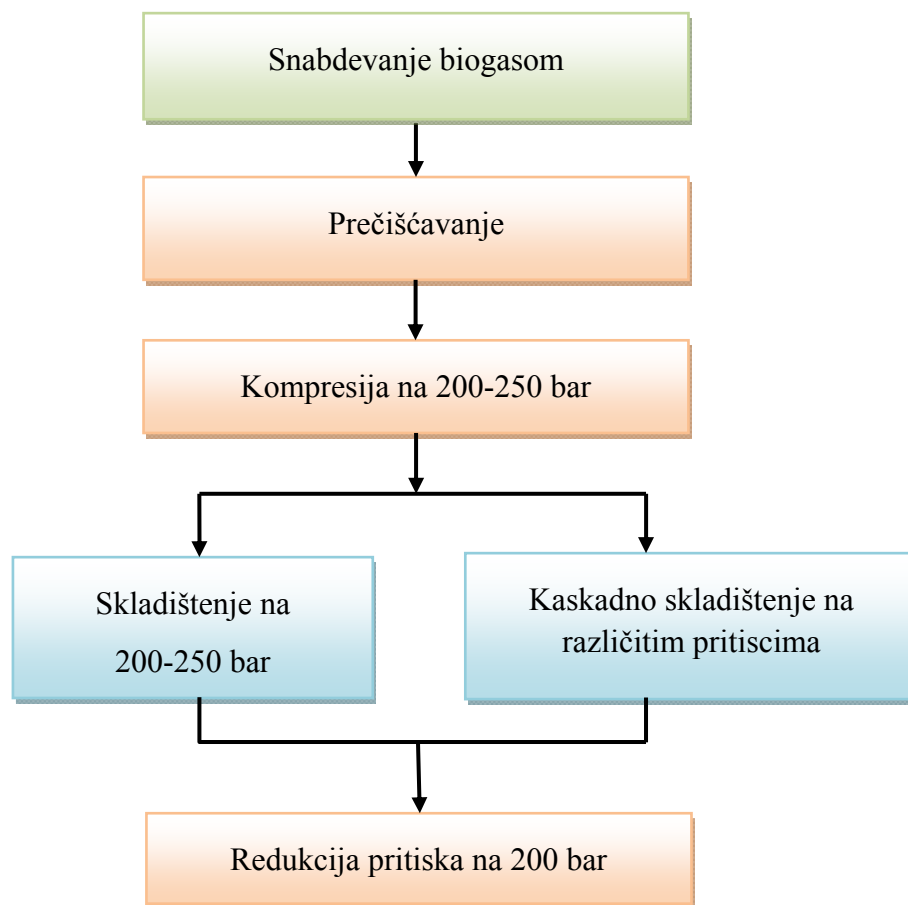 Snabdevanje biogasom
Prečišćavanje
Kompresija na 200-250 bar
Skladištenje na
200-250 bar
Kaskadno skladištenje na
različitim pritiscima
Redukcija pritiska na 200 bar